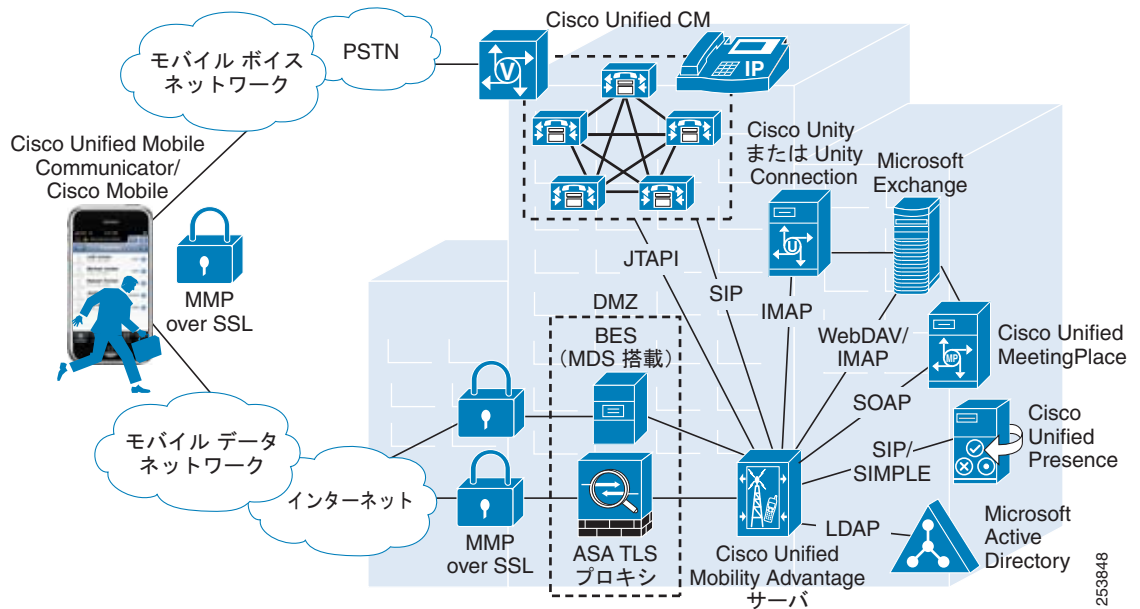 Cisco Unified CM
モバイル ボイス
ネットワーク
PSTN
V
IP
Cisco Unified Mobile
Communicator/
Cisco Mobile
Cisco Unity
または Unity
Connection
Microsoft
Exchange
U
MMP
over SSL
JTAPI
SIP
IMAP
WebDAV/
IMAP
Cisco Unified
MeetingPlace
MP
DMZ
BES
(MDS 搭載)
SOAP
Cisco
Unified
Presence
SIP/
SIMPLE
モバイル データ
ネットワーク
インターネット
MMP
over SSL
ASA TLS
プロキシ
Cisco Unified
Mobility Advantage
サーバ
LDAP
Microsoft
Active
Directory
253848